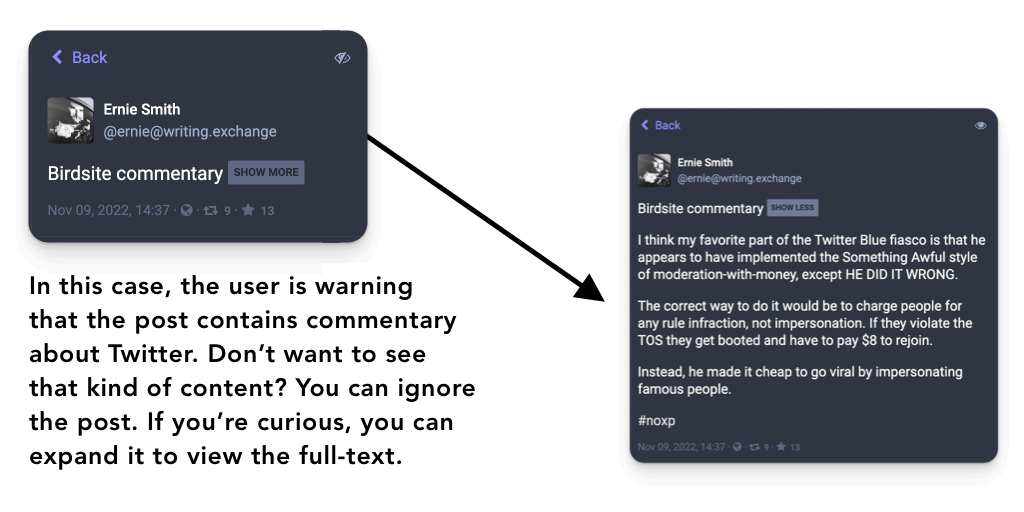 Back
Ernie Smith
@ernie@writing.exchange
Birdsite commentary SHOW MORE
Nov 09, 2022, 14:37 · · 9 · 13
In this case, the user is warning
that the post contains commentary
about Twitter. Don’t want to see
that kind of content? You can ignore
the post. If you’re curious, you can
expand it to view the full-text.
Back
Ernie Smith
@ernie@writing.exchange
Birdsite commentary SHOW LESS
I think my favorite part of the Twitter Blue fiasco is that he
appears to have implemented the Something Awful style
of moderation-with-money, except HE DID IT WRONG.
The correct way to do it would be to charge people for
any rule infraction, not impersonation. If they violate the
TOS they get booted and have to pay $8 to rejoin.
Instead, he made it cheap to go viral by impersonating
famous people.
#noxp
Nov 09, 2022, 14:37 · · 9 · 13